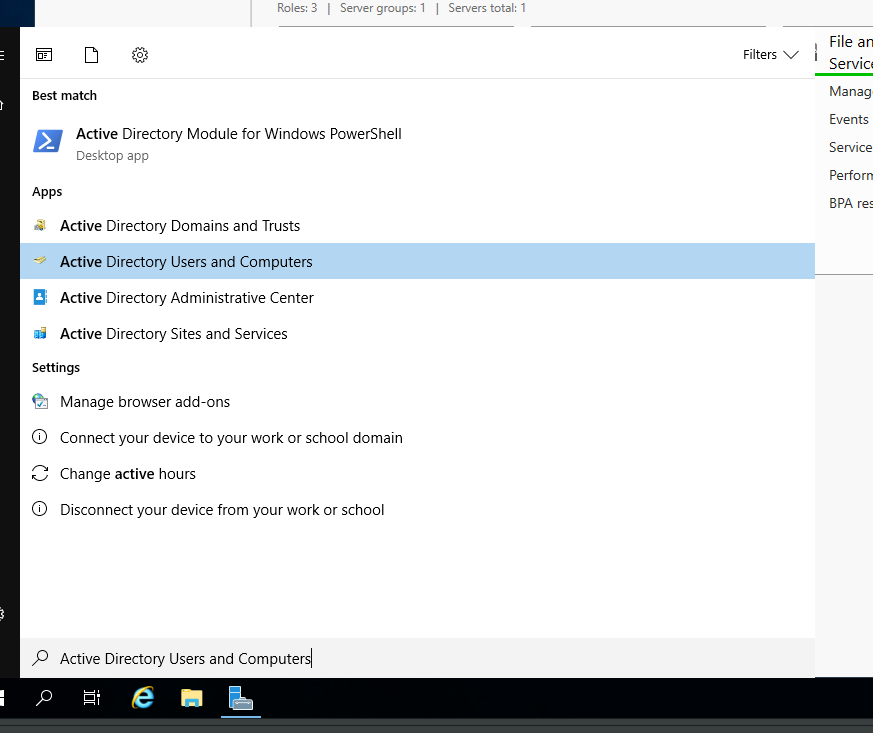 Roles: 3 | Server groups: 1 | Servers total: 1
Filters
File an
Service
Manag
Events
Service
Perform
BPA res
Best match
Active Directory Module for Windows PowerShell
Desktop app
Apps
Active Directory Domains and Trusts
Active Directory Users and Computers
Active Directory Administrative Center
Active Directory Sites and Services
Settings
Manage browser add-ons
Connect your device to your work or school domain
Change active hours
Disconnect your device from your work or school
Active Directory Users and Computers